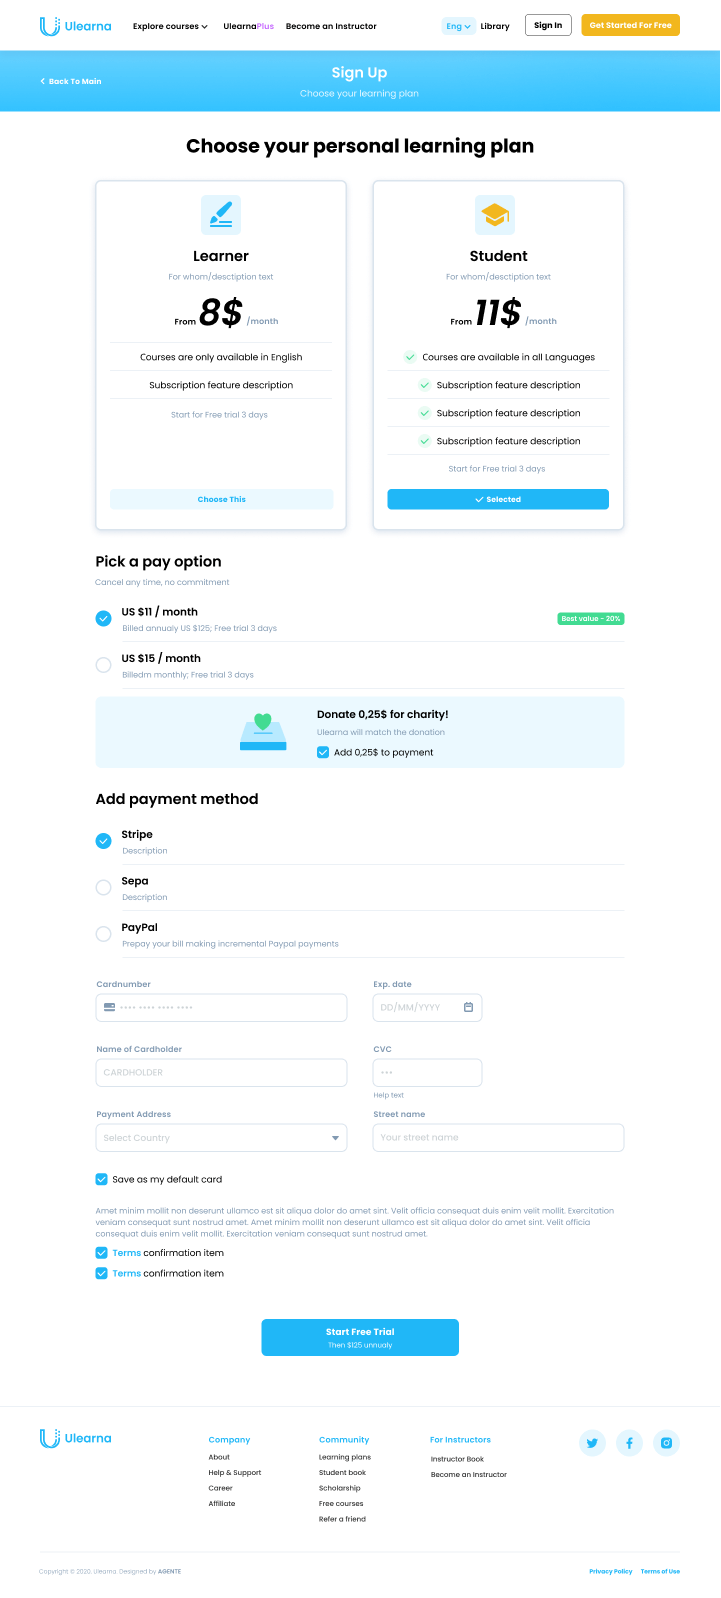 Ulearna
Explore courses
UlearnaPlus
Become an Instructor
Eng
Library
Sign In
Get Started For Free
Back To Main
Sign Up
Choose your learning plan
Choose your personal learning plan
Learner
For whom/desctiption text
From 8$ /month
Courses are only available in English
Subscription feature description
Start for Free trial 3 days
Choose This
Student
For whom/desctiption text
From 11$ /month
Courses are available in all Languages
Subscription feature description
Subscription feature description
Subscription feature description
Start for Free trial 3 days
Selected
Pick a pay option
Cancel any time, no commitment
US $11 / month
Billed annualy US $125; Free trial 3 days
Best value - 20%
US $15 / month
Billedm monthly; Free trial 3 days
Donate 0,25$ for charity!
Ulearna will match the donation
Add 0,25$ to payment
Add payment method
Stripe
Description
Sepa
Description
PayPal
Prepay your bill making incremental Paypal payments
Cardnumber
•••• •••• •••• ••••
Exp. date
DD/MM/YYYY
Name of Cardholder
CARDHOLDER
CVC
•••
Help text
Payment Address
Select Country
Street name
Your street name
Save as my default card
Amet minim mollit non deserunt ullamco est sit aliqua dolor do amet sint. Velit officia consequat duis enim velit mollit. Exercitation
veniam consequat sunt nostrud amet. Amet minim mollit non deserunt ullamco est sit aliqua dolor do amet sint. Velit officia
consequat duis enim velit mollit. Exercitation veniam consequat sunt nostrud amet.
Terms confirmation item
Terms confirmation item
Start Free Trial
Then $125 unnualy
Ulearna
Company
About
Help & Support
Career
Affiliate
Community
Learning plans
Student book
Scholarship
Free courses
Refer a friend
For Instructors
Instructor Book
Become an Instructor
Copyright © 2020. Ulearna. Designed by AGENTE
Privacy Policy
Terms of Use